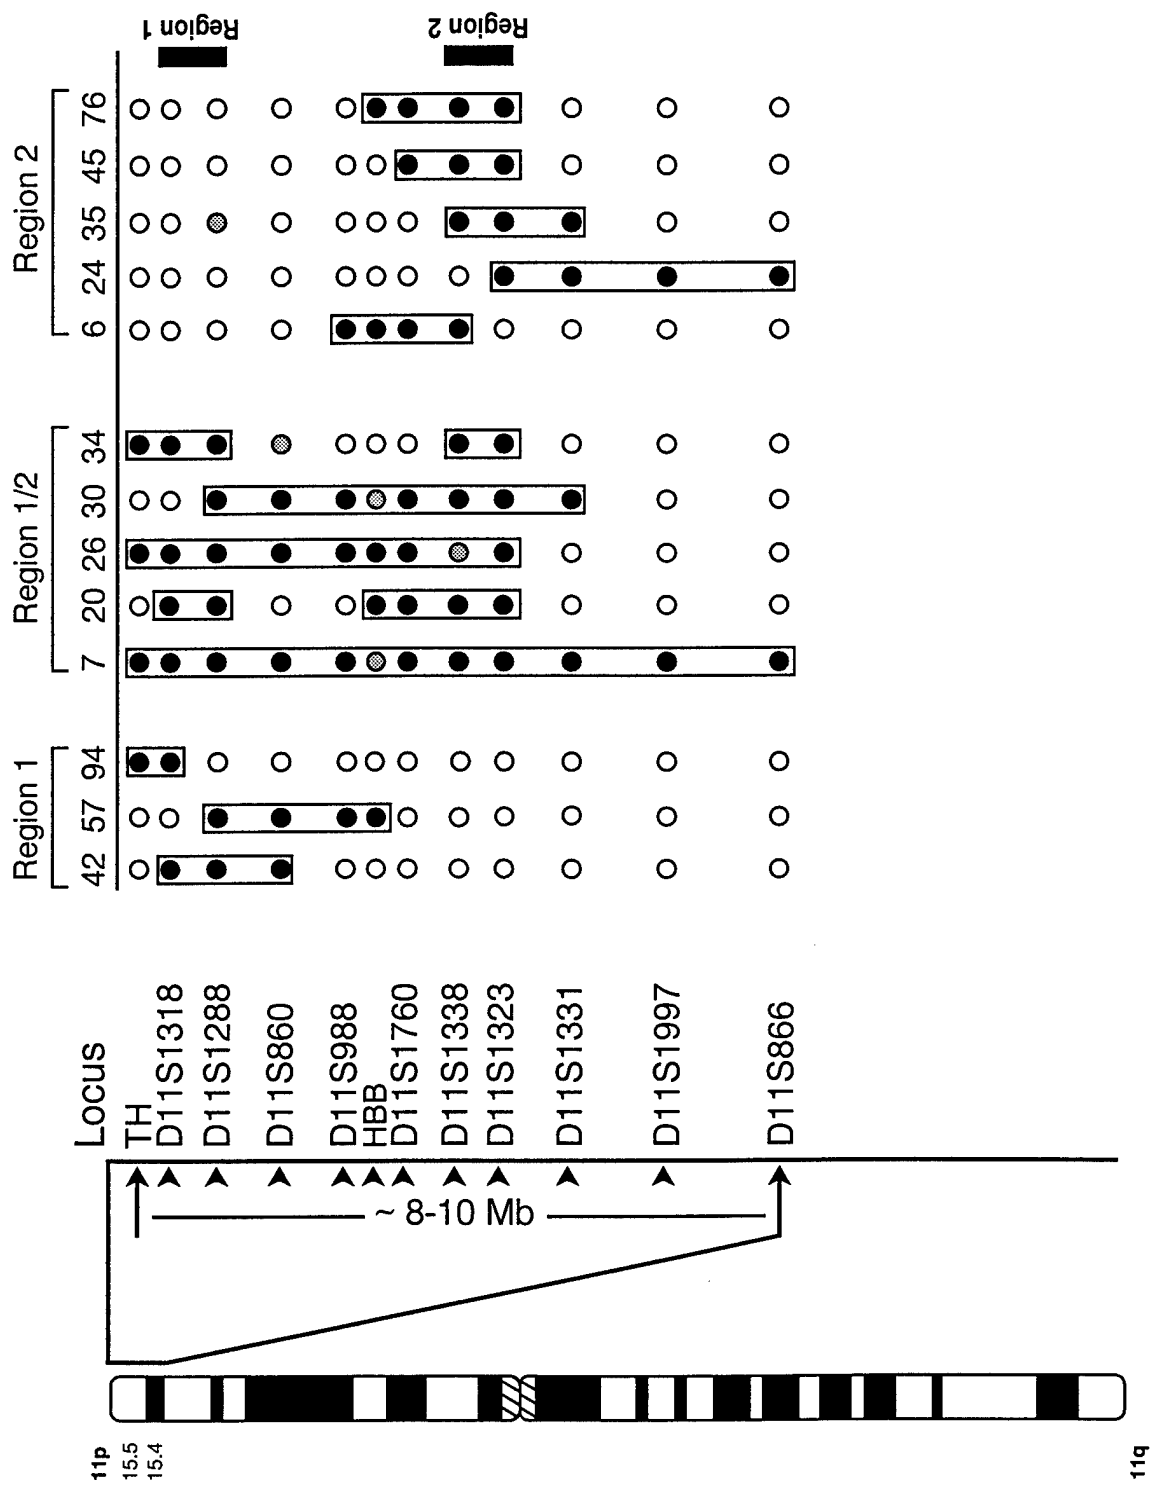 11p
15.5
15.4
11q
~ 8-10 Mb
Locus
TH
D11S1318
D11S1288
D11S860
D11S988
HBB
D11S1760
D11S1338
D11S1323
D11S1331
D11S1997
D11S866
Region 1
42 57 94
Region 1/2
7 20 26 30 34
Region 2
6 24 35 45 76
Region 1
Region 2